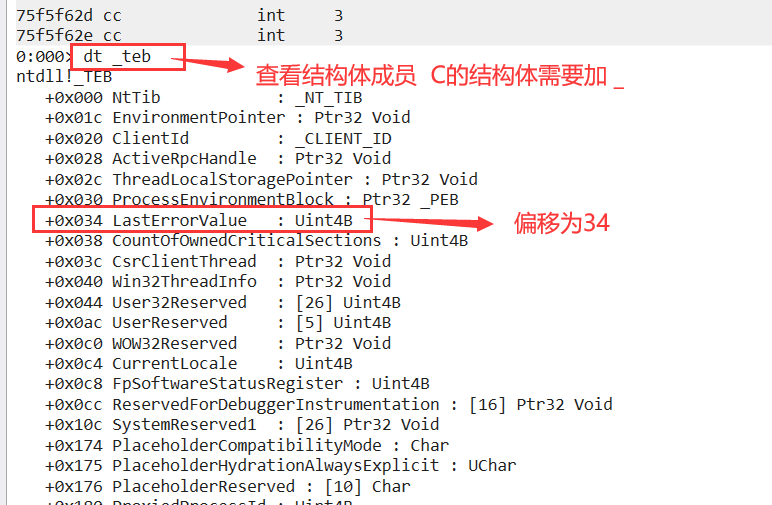 75f5f62d cc int 3
75f5f62e cc int 3
0:000> dt _teb
查看结构体成员 C的结构体需要加 _
ntdll!_TEB
+0x000 NtTib : _NT_TIB
+0x01c EnvironmentPointer : Ptr32 Void
+0x020 ClientId : _CLIENT_ID
+0x028 ActiveRpcHandle : Ptr32 Void
+0x02c ThreadLocalStoragePointer : Ptr32 Void
+0x030 ProcessEnvironmentBlock : Ptr32 _PEB
+0x034 LastErrorValue : Uint4B
偏移为34
+0x038 CountOfOwnedCriticalSections : Uint4B
+0x03c CsrClientThread : Ptr32 Void
+0x040 Win32ThreadInfo : Ptr32 Void
+0x044 User32Reserved : [26] Uint4B
+0x0ac UserReserved : [5] Uint4B
+0x0c0 WOW32Reserved : Ptr32 Void
+0x0c4 CurrentLocale : Uint4B
+0x0c8 FpSoftwareStatusRegister : Uint4B
+0x0cc ReservedForDebuggerInstrumentation : [16] Ptr32 Void
+0x10c SystemReserved1 : [26] Ptr32 Void
+0x174 PlaceholderCompatibilityMode : Char
+0x175 PlaceholderHydrationAlwaysExplicit : UChar
+0x176 PlaceholderReserved : [10] Char
+0x180 ProxiedProcessId : Uint4B